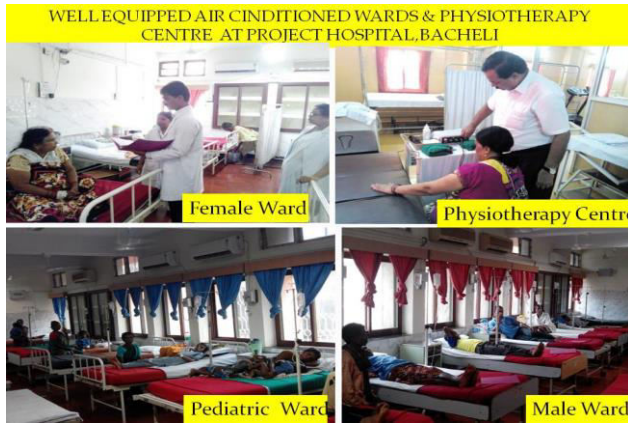 WELL EQUIPPED AIR CINDITIONED WARDS & PHYSIOTHERAPY
CENTRE AT PROJECT HOSPITAL,BACHELI
Female Ward
Physiotherapy Centre
Pediatric Ward
Male Ward